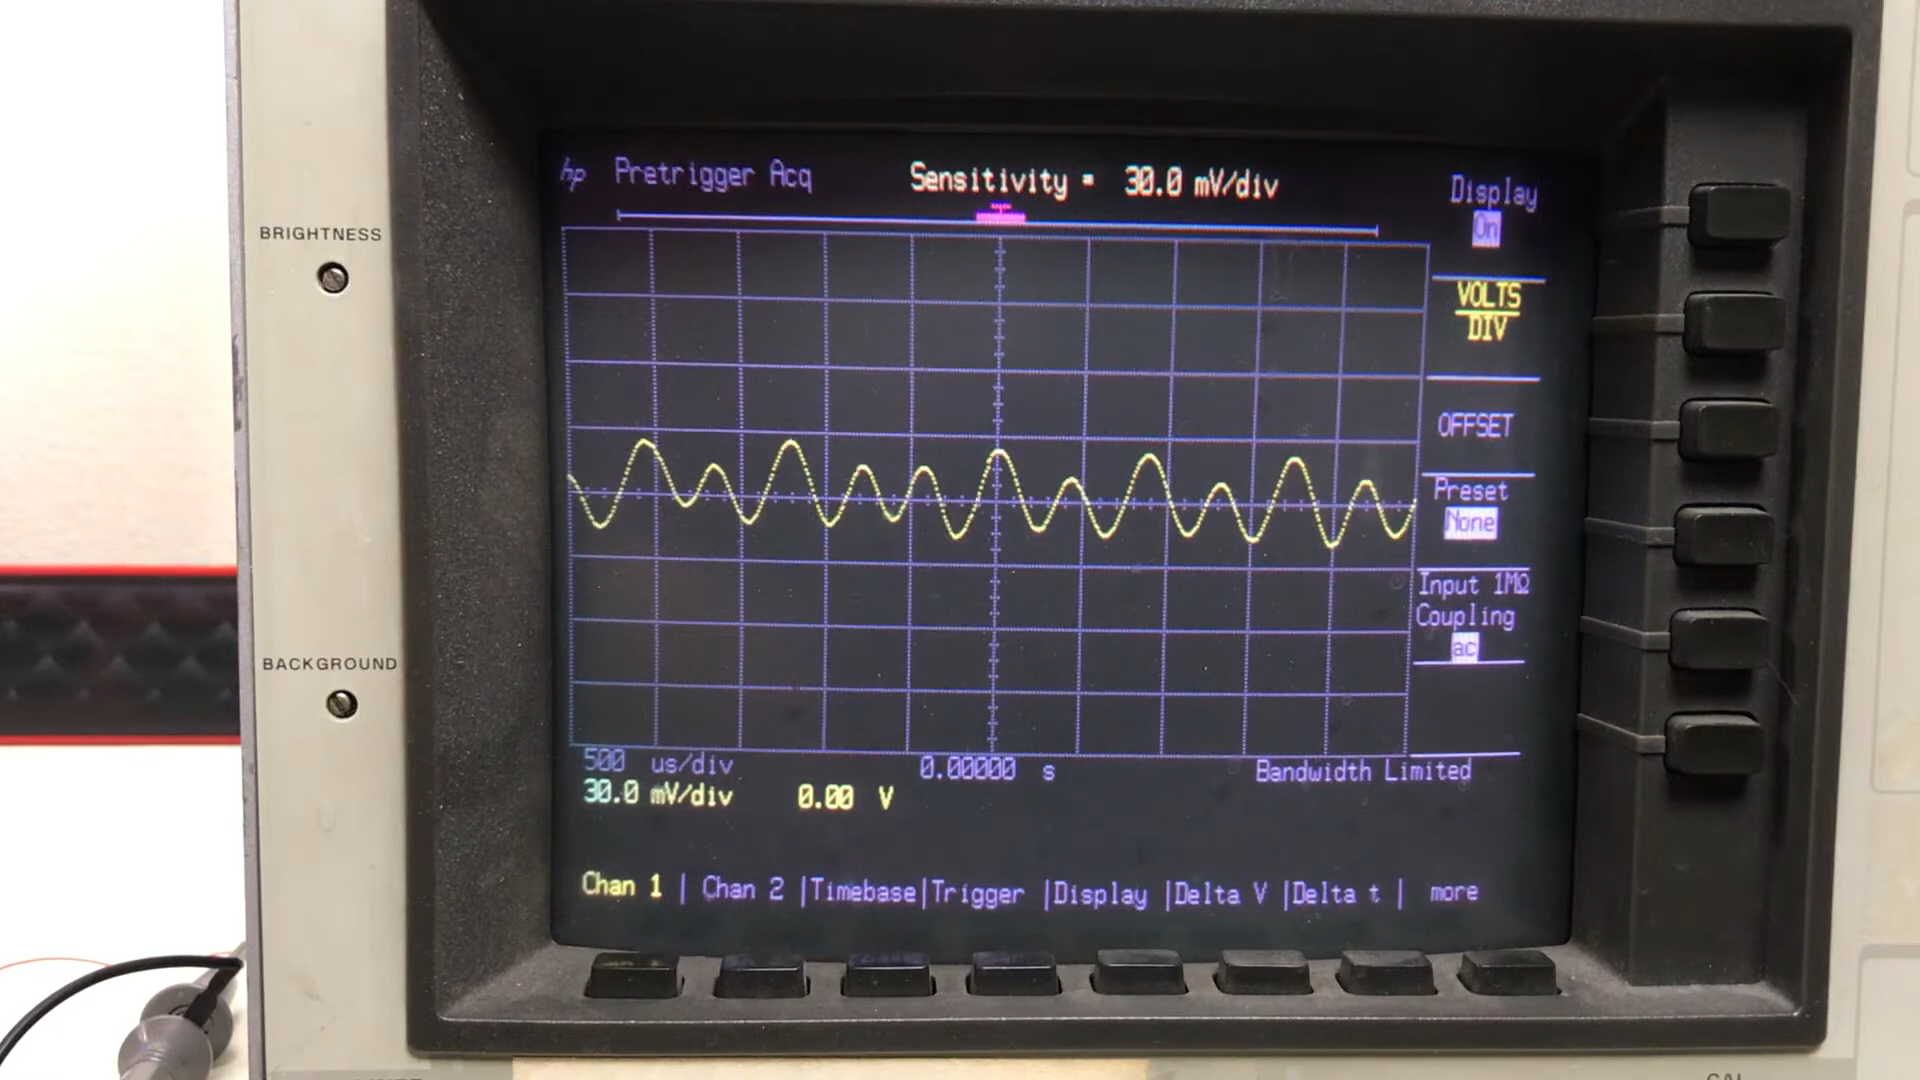 hp Pretrigger Acq Sensitivity = 30.0 mV/div
Display
On
VOLTS
DIV
OFFSET
Preset
None
Input 1MΩ
Coupling
ac
BRIGHTNESS
BACKGROUND
500 us/div 0.00000 s Bandwidth Limited
30.0 mV/div 0.00 V
Chan 1 | Chan 2 |Timebase|Trigger |Display |Delta V |Delta t | more